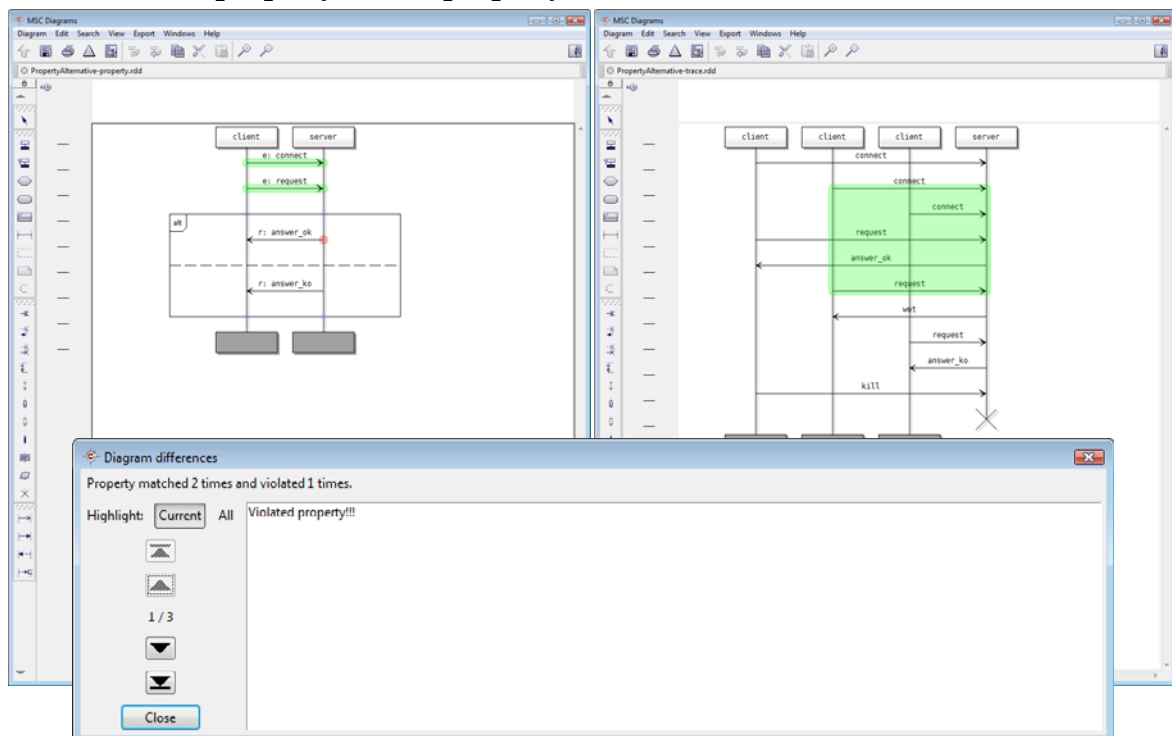 MSC Diagrams
Diagram Edit Search View Export Windows Help
PropertyAlternative-property.rdd
client server
e: connect
e: request
alt
r: answer_ok
r: answer_ko
MSC Diagrams
Diagram Edit Search View Export Windows Help
PropertyAlternative-trace.rdd
client client client server
connect
connect
connect
request
answer_ok
request
wet
request
answer_ko
kill
Diagram differences
Property matched 2 times and violated 1 times.
Highlight: Current All
Violated property!!!
1 / 3
Close